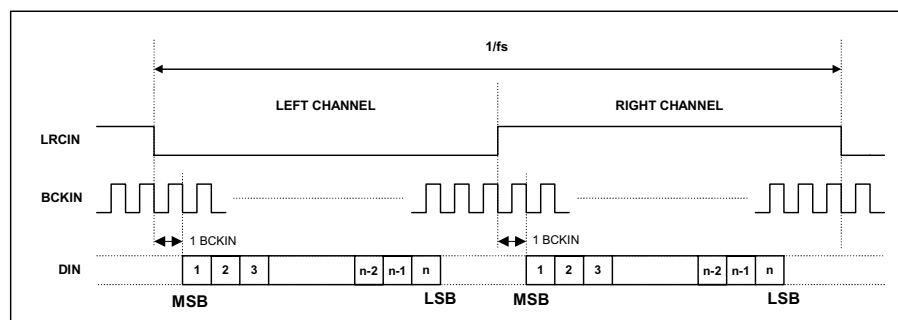 1/fs
LEFT CHANNEL RIGHT CHANNEL
LRCIN
BCKIN
1 BCKIN 1 BCKIN
DIN 1 2 3 n-2 n-1 n 1 2 3 n-2 n-1 n
MSB LSB MSB LSB